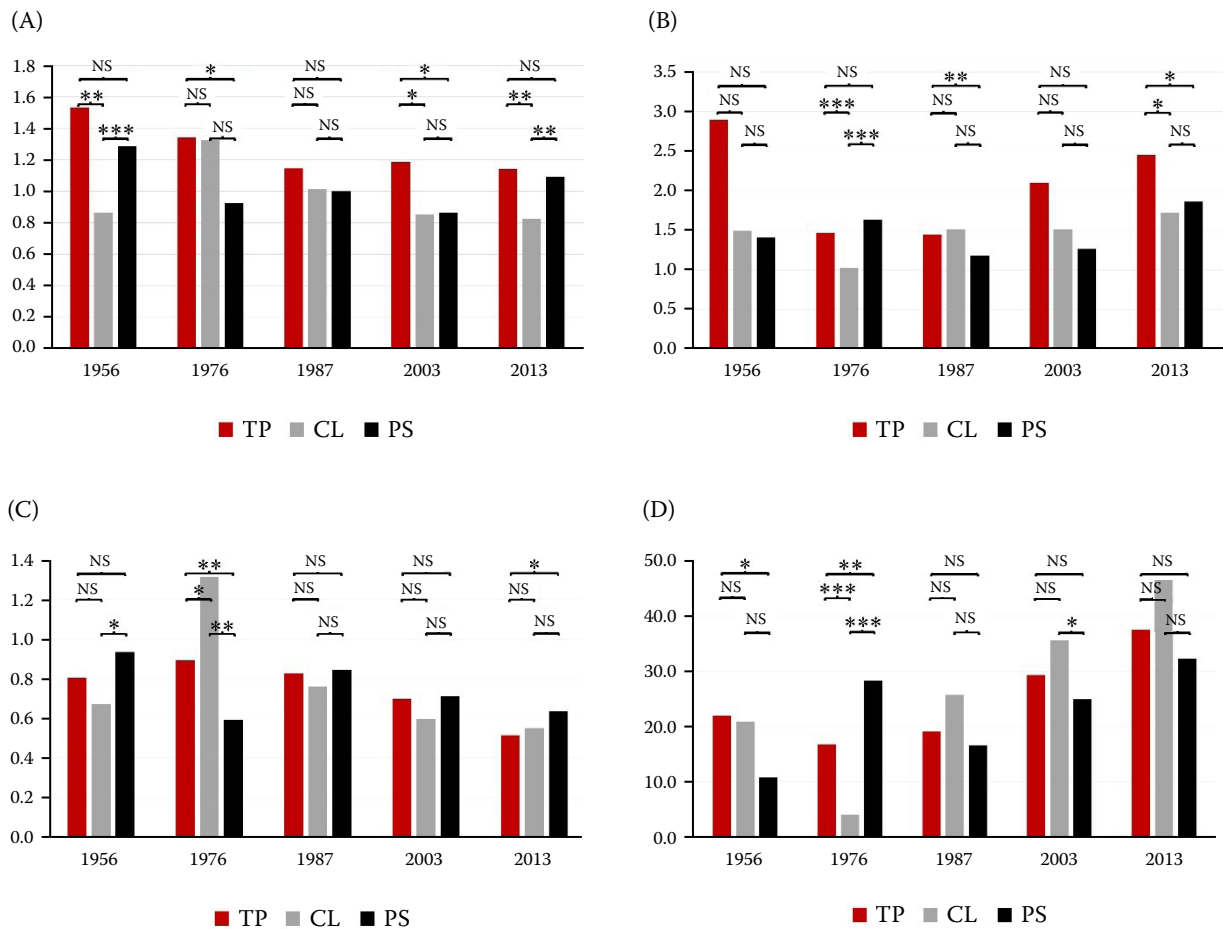 (A)
1.8
1.6
1.4
1.2
1.0
0.8
0.6
0.4
0.2
0.0
NS * NS * NS
** NS NS * **
*** NS NS NS **
1956 1976 1987 2003 2013
TP CL PS
(B)
3.5
3.0
2.5
2.0
1.5
1.0
0.5
0.0
NS NS ** NS *
NS *** NS NS *
NS *** NS NS NS
1956 1976 1987 2003 2013
TP CL PS
(C)
1.4
1.2
1.0
0.8
0.6
0.4
0.2
0.0
NS ** NS NS *
NS * NS NS NS
* ** NS NS NS
1956 1976 1987 2003 2013
TP CL PS
(D)
50.0
40.0
30.0
20.0
10.0
0.0
* ** NS NS NS
NS *** NS NS NS
NS *** NS * NS
1956 1976 1987 2003 2013
TP CL PS